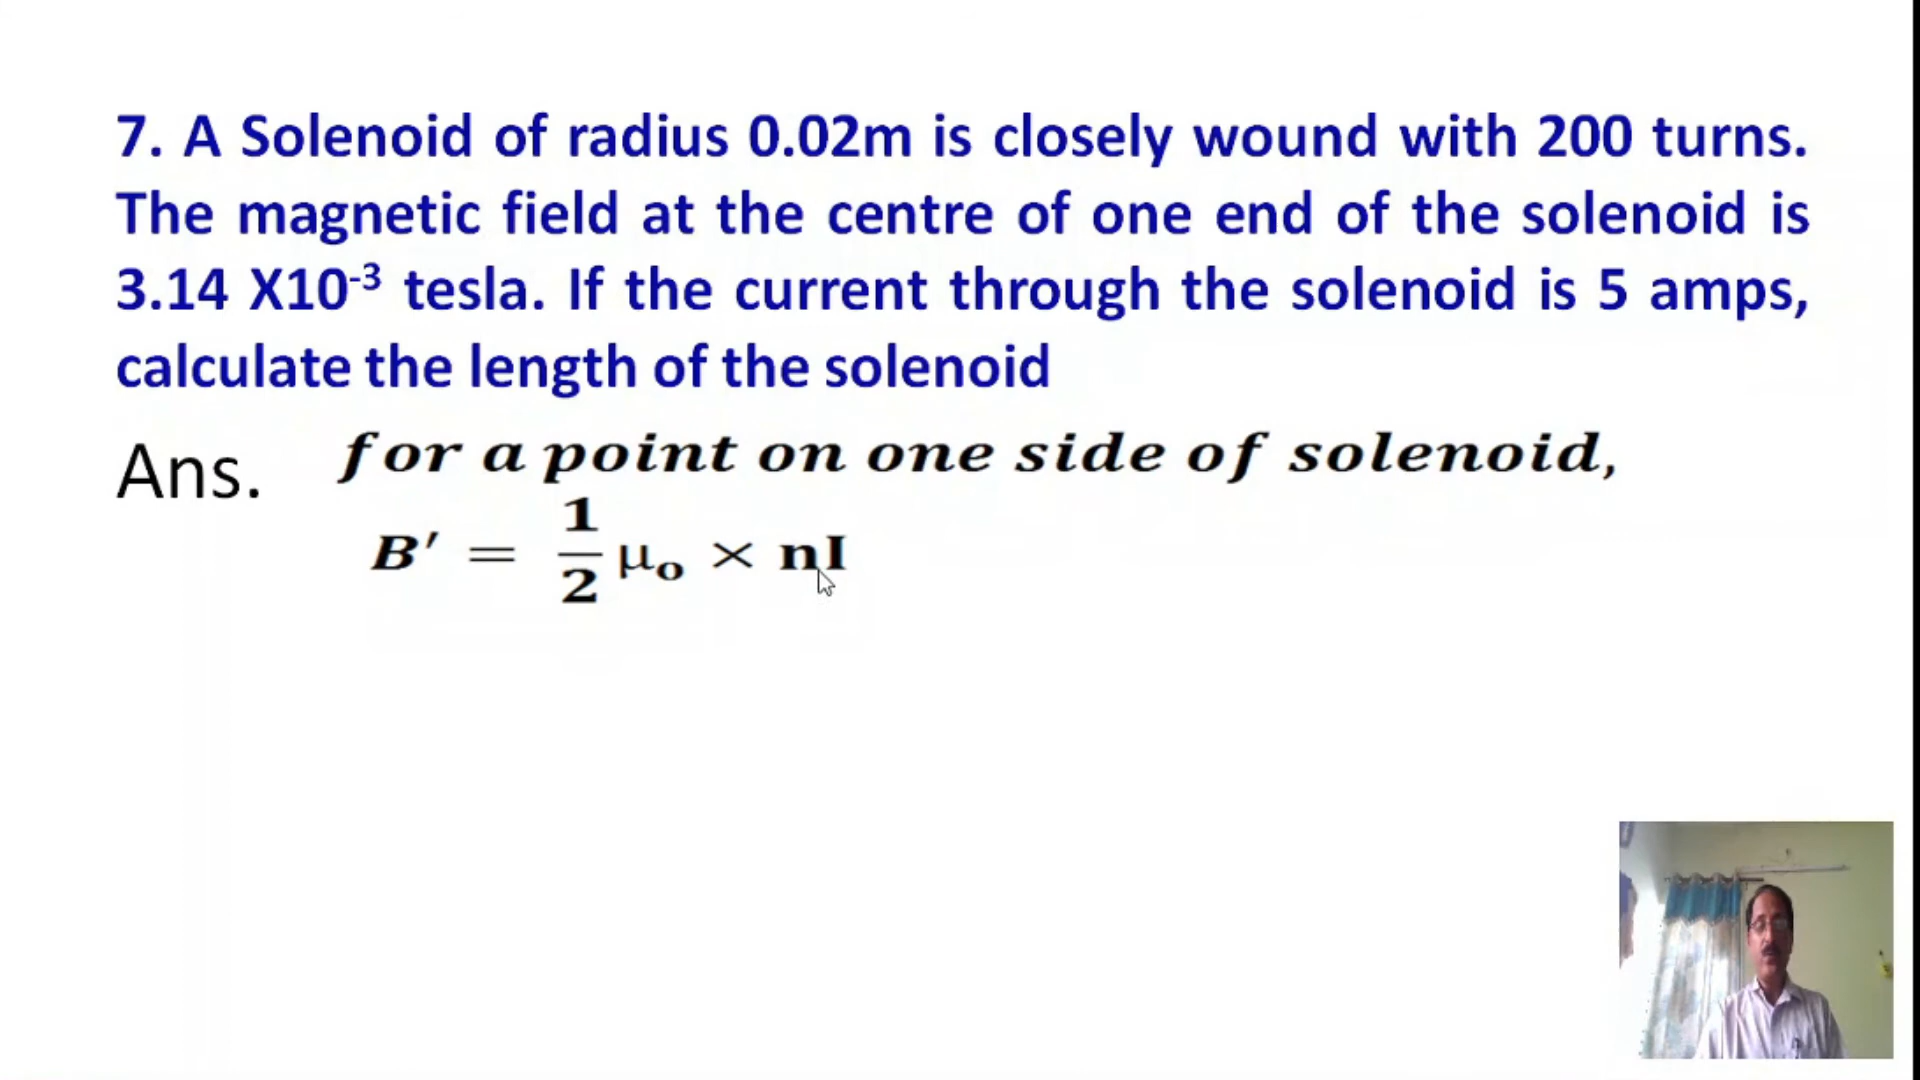 7. A Solenoid of radius 0.02m is closely wound with 200 turns.
The magnetic field at the centre of one end of the solenoid is
3.14 X10⁻³ tesla. If the current through the solenoid is 5 amps,
calculate the length of the solenoid
Ans. for a point on one side of solenoid,
B′ = 1/2 μₒ × nI